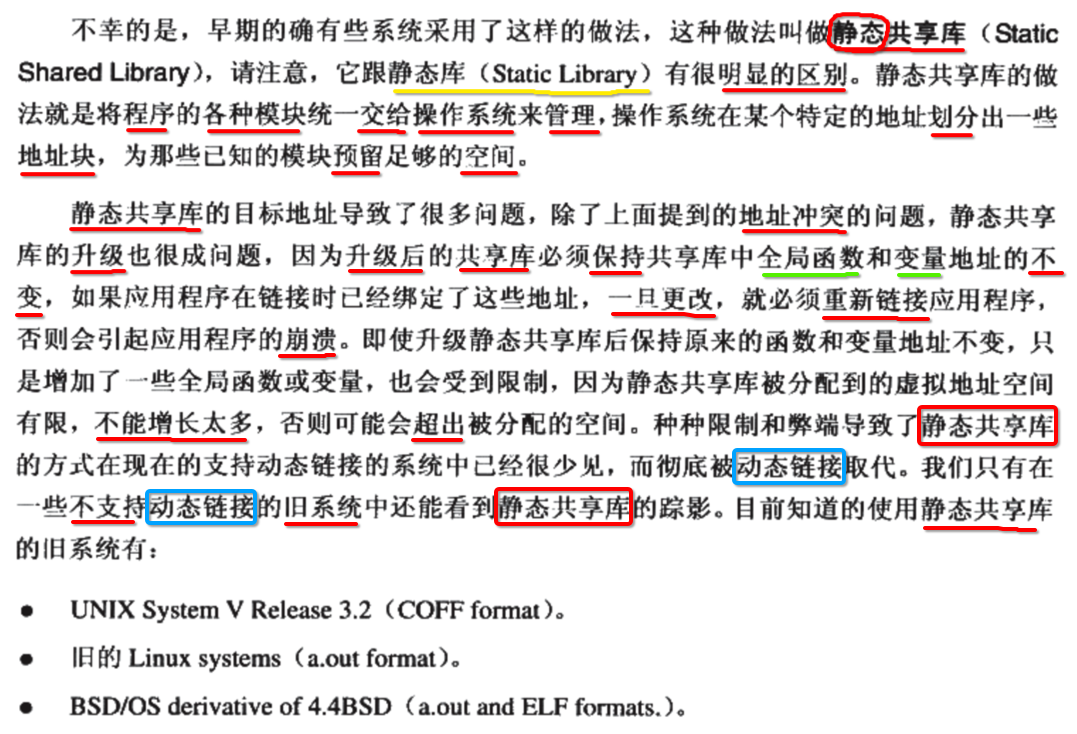 不幸的是，早期的确有些系统采用了这样的做法，这种做法叫做静态共享库（Static
Shared Library），请注意，它跟静态库（Static Library）有很明显的区别。静态共享库的做
法就是将程序的各种模块统一交给操作系统来管理，操作系统在某个特定的地址划分出一些
地址块，为那些已知的模块预留足够的空间。
静态共享库的目标地址导致了很多问题，除了上面提到的地址冲突的问题，静态共享
库的升级也很成问题，因为升级后的共享库必须保持共享库中全局函数和变量地址的不
变，如果应用程序在链接时已经绑定了这些地址，一旦更改，就必须重新链接应用程序，
否则会引起应用程序的崩溃。即使升级静态共享库后保持原来的函数和变量地址不变，只
是增加了一些全局函数或变量，也会受到限制，因为静态共享库被分配到的虚拟地址空间
有限，不能增长太多，否则可能会超出被分配的空间。种种限制和弊端导致了静态共享库
的方式在现在的支持动态链接的系统中已经很少见，而彻底被动态链接取代。我们只有在
一些不支持动态链接的旧系统中还能看到静态共享库的踪影。目前知道的使用静态共享库
的旧系统有：
● UNIX System V Release 3.2（COFF format）。
● 旧的 Linux systems（a.out format）。
● BSD/OS derivative of 4.4BSD（a.out and ELF formats.）。